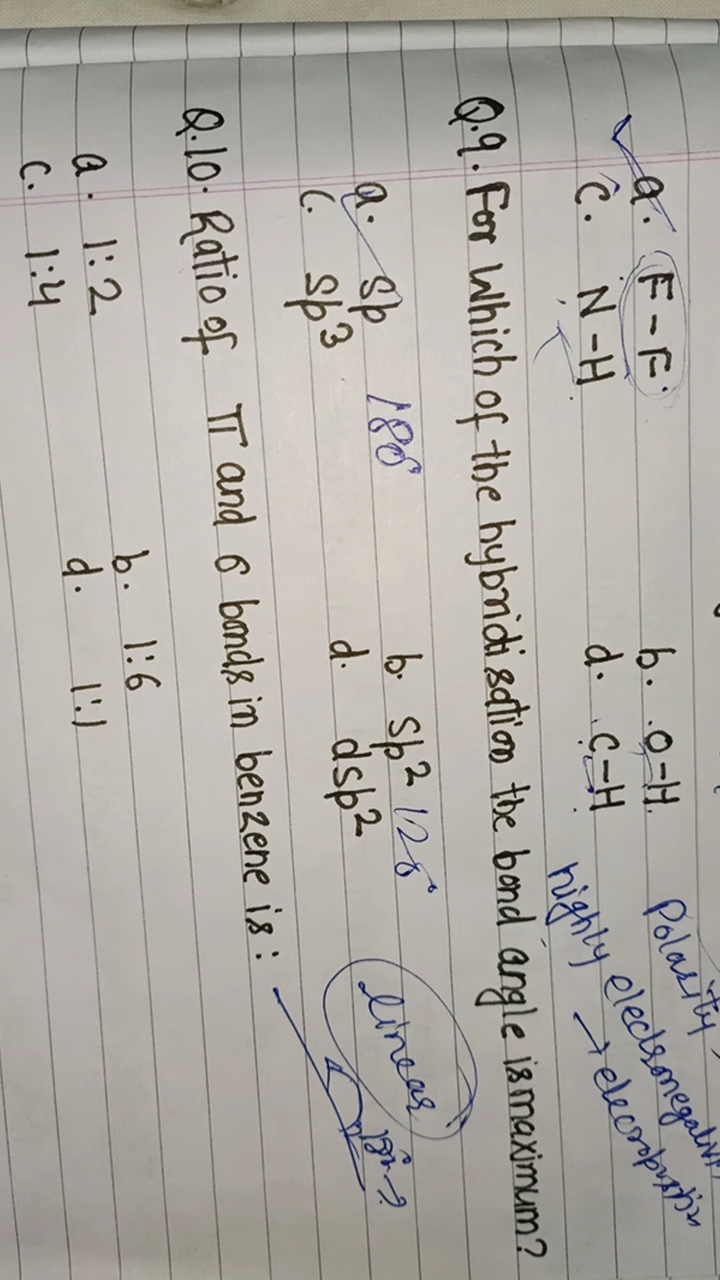 a. F-F b. O-H
c. N-H d. C-H
Polarity
highly electronegative
→
Q.9. For which of the hybridisation the bond angle is maximum?
a. sp 180° b. sp² 120°
c. sp³ d. dsp²
linear
180°
Q.10. Ratio of π and σ bonds in benzene is:
a. 1:2 b. 1:6
c. 1:4 d. 1:1